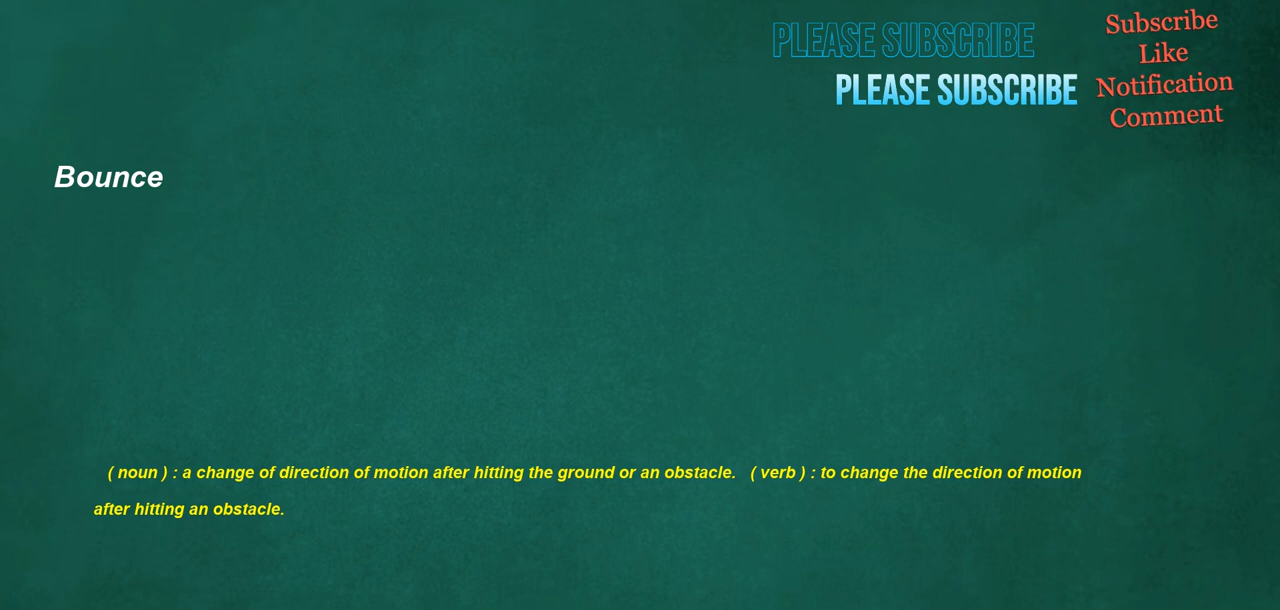 PLEASE SUBSCRIBE
PLEASE SUBSCRIBE
Subscribe
Like
Notification
Comment
Bounce
( noun ) : a change of direction of motion after hitting the ground or an obstacle. ( verb ) : to change the direction of motion
after hitting an obstacle.